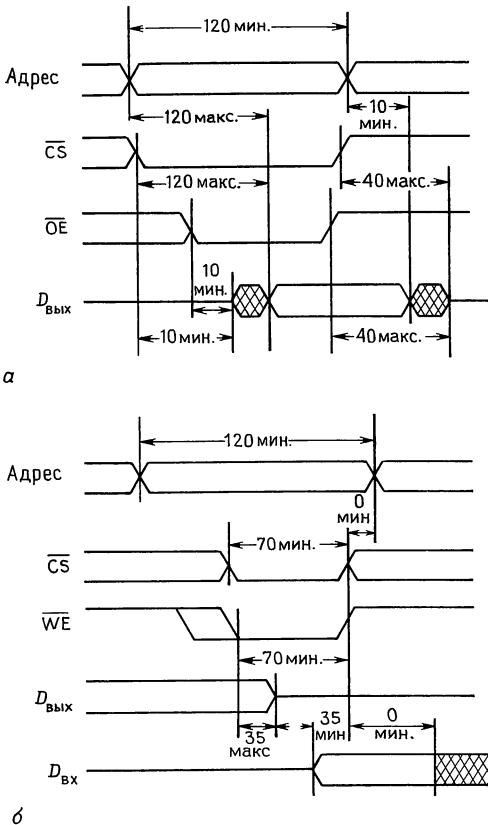 120 мин.
Адрес
120 макс.
10
мин.
CS
120 макс.
40 макс.
OE
10
мин.
Dвых
10 мин.
40 макс.
а
120 мин.
Адрес
0
мин
70 мин.
CS
WE
70 мин.
Dвых
35
макс
35
мин
0
мин.
Dвх
б